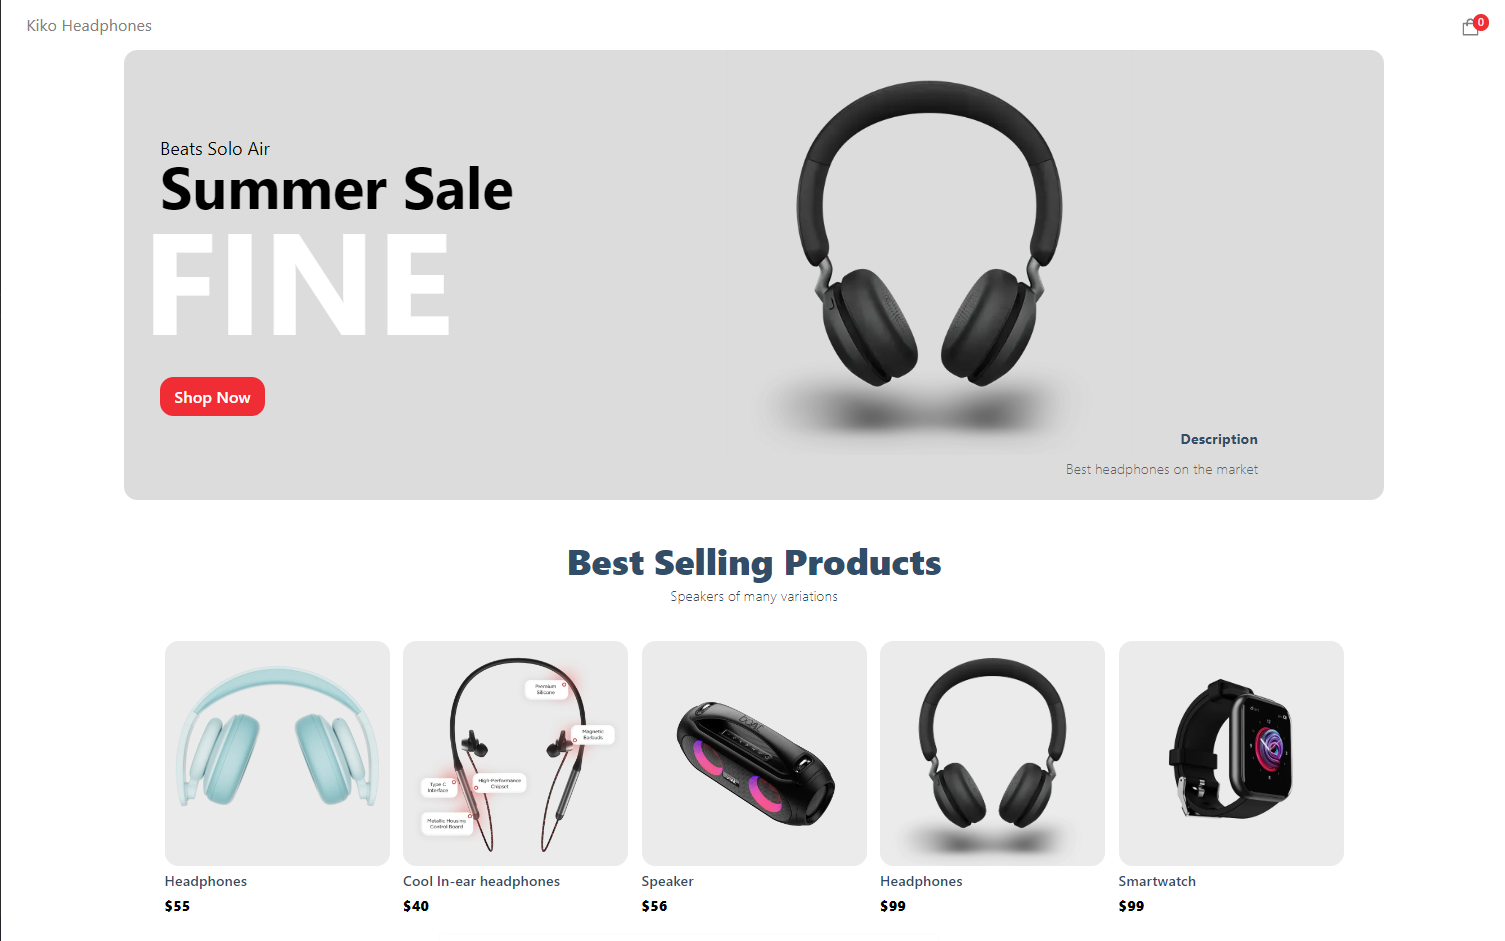 Kiko Headphones
0
Beats Solo Air
Summer Sale
FINE
Shop Now
Description
Best headphones on the market
Best Selling Products
Speakers of many variations
Premium
Silicone
Magnetic
Earbuds
Type C
Interface
High-Performance
Chipset
Metallic Housing
Control Board
Headphones
$55
Cool In-ear headphones
$40
Speaker
$56
Headphones
$99
Smartwatch
$99